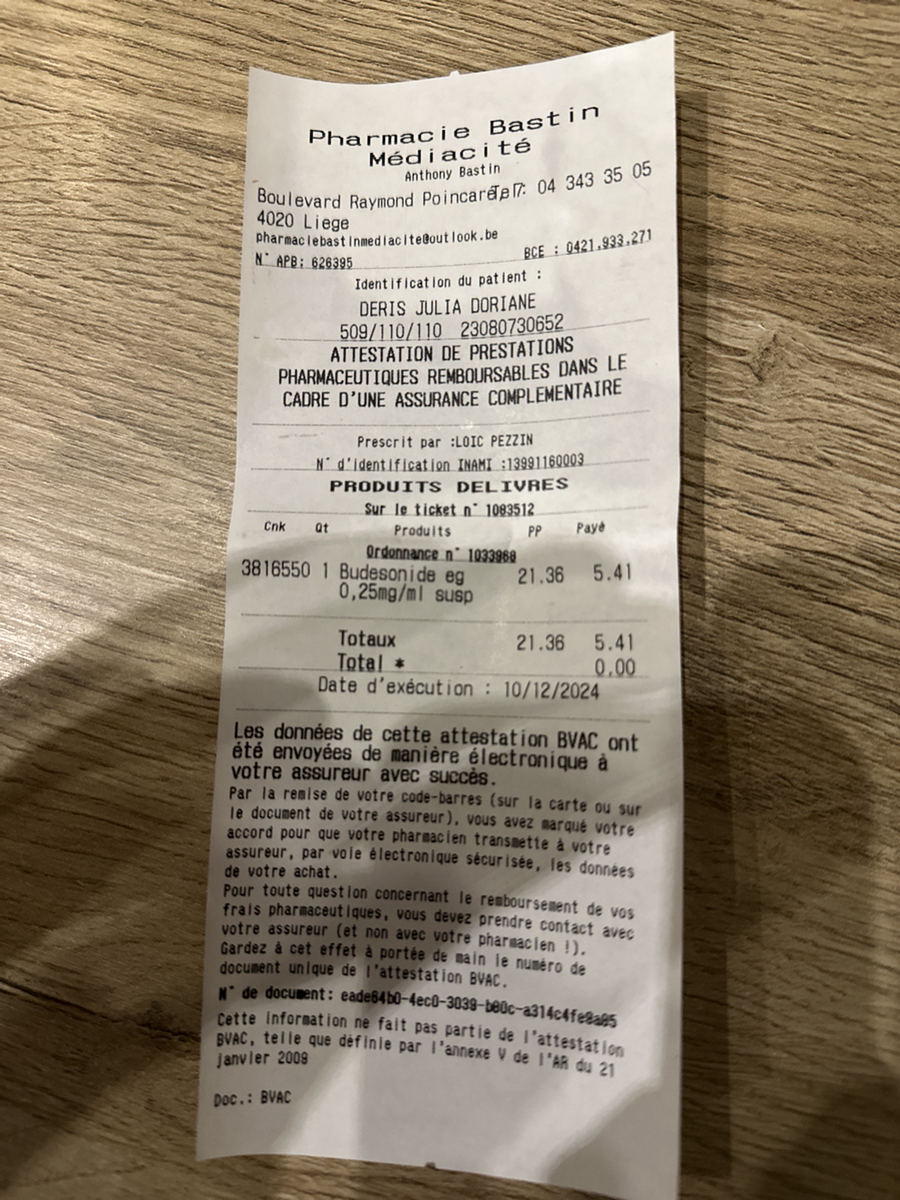 Pharmacie Bastin
Médiacité
Anthony Bastin
Boulevard Raymond Poincaré, 7 Tel: 04 343 35 05
4020 Liege
pharmaciebastinmediacite@outlook.be
N° APB: 626395 BCE : 0421.933.271
Identification du patient :
DERIS JULIA DORIANE
509/110/110 23080730652
ATTESTATION DE PRESTATIONS
PHARMACEUTIQUES REMBOURSABLES DANS LE
CADRE D'UNE ASSURANCE COMPLEMENTAIRE
Prescrit par :LOIC PEZZIN
N° d'identification INAMI :13991160003
PRODUITS DELIVRES
Sur le ticket n° 1083512
Cnk Qt Produits PP Payé
Ordonnance n° 1033968
3816550 1 Budesonide eg 21.36 5.41
0,25mg/ml susp
Totaux 21.36 5.41
Total * 0.00
Date d'exécution : 10/12/2024
Les données de cette attestation BVAC ont
été envoyées de manière électronique à
votre assureur avec succès.
Par la remise de votre code-barres (sur la carte ou sur
le document de votre assureur), vous avez marqué votre
accord pour que votre pharmacien transmette à votre
assureur, par voie électronique sécurisée, les données
de votre achat.
Pour toute question concernant le remboursement de vos
frais pharmaceutiques, vous devez prendre contact avec
votre assureur (et non avec votre pharmacien !).
Gardez à cet effet à portée de main le numéro de
document unique de l'attestation BVAC.
N° de document: eade64b0-4ec0-3039-b80c-a314c4fe8a85
Cette information ne fait pas partie de l'attestation
BVAC, telle que définie par l'annexe V de l'AR du 21
janvier 2009
Doc.: BVAC